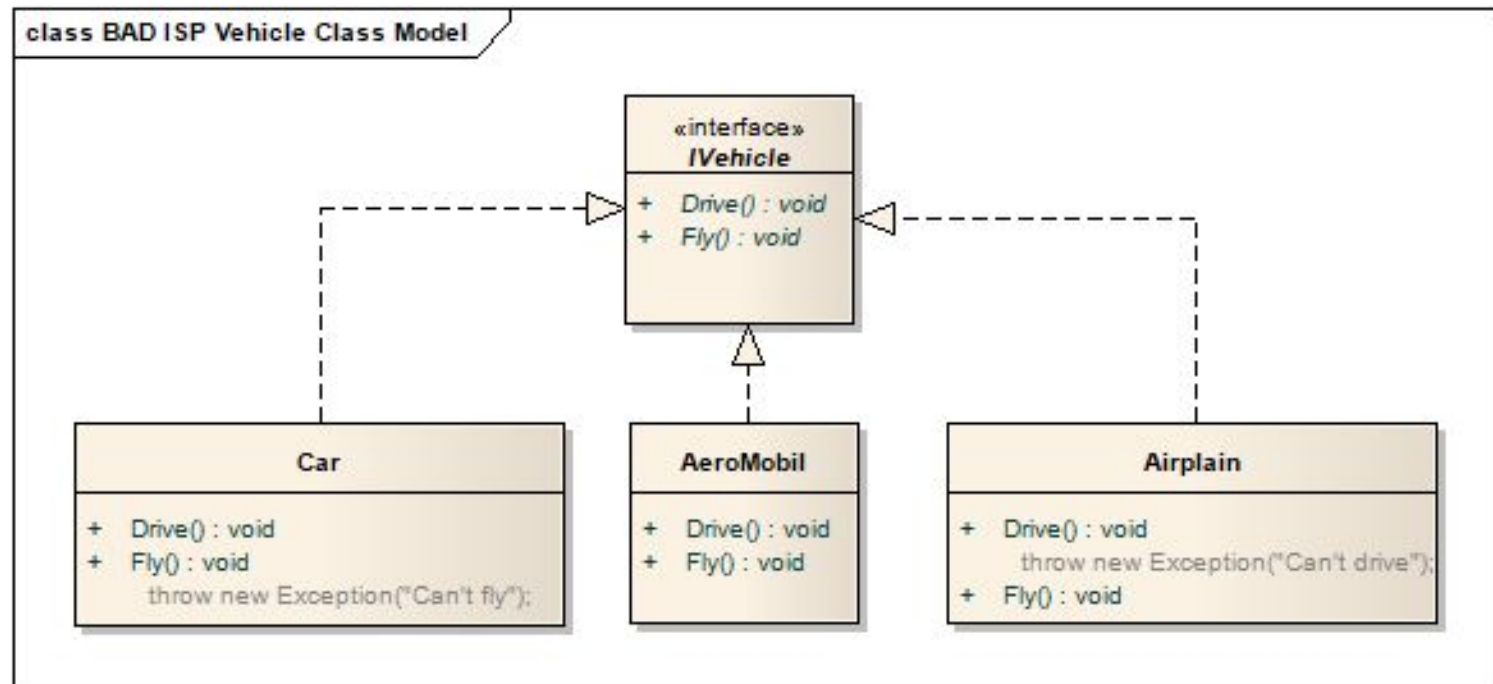 class BAD ISP Vehicle Class Model
«interface»
IVehicle
+ Drive() : void
+ Fly() : void
Car
+ Drive() : void
+ Fly() : void
throw new Exception("Can't fly");
AeroMobil
+ Drive() : void
+ Fly() : void
Airplain
+ Drive() : void
throw new Exception("Can't drive");
+ Fly() : void